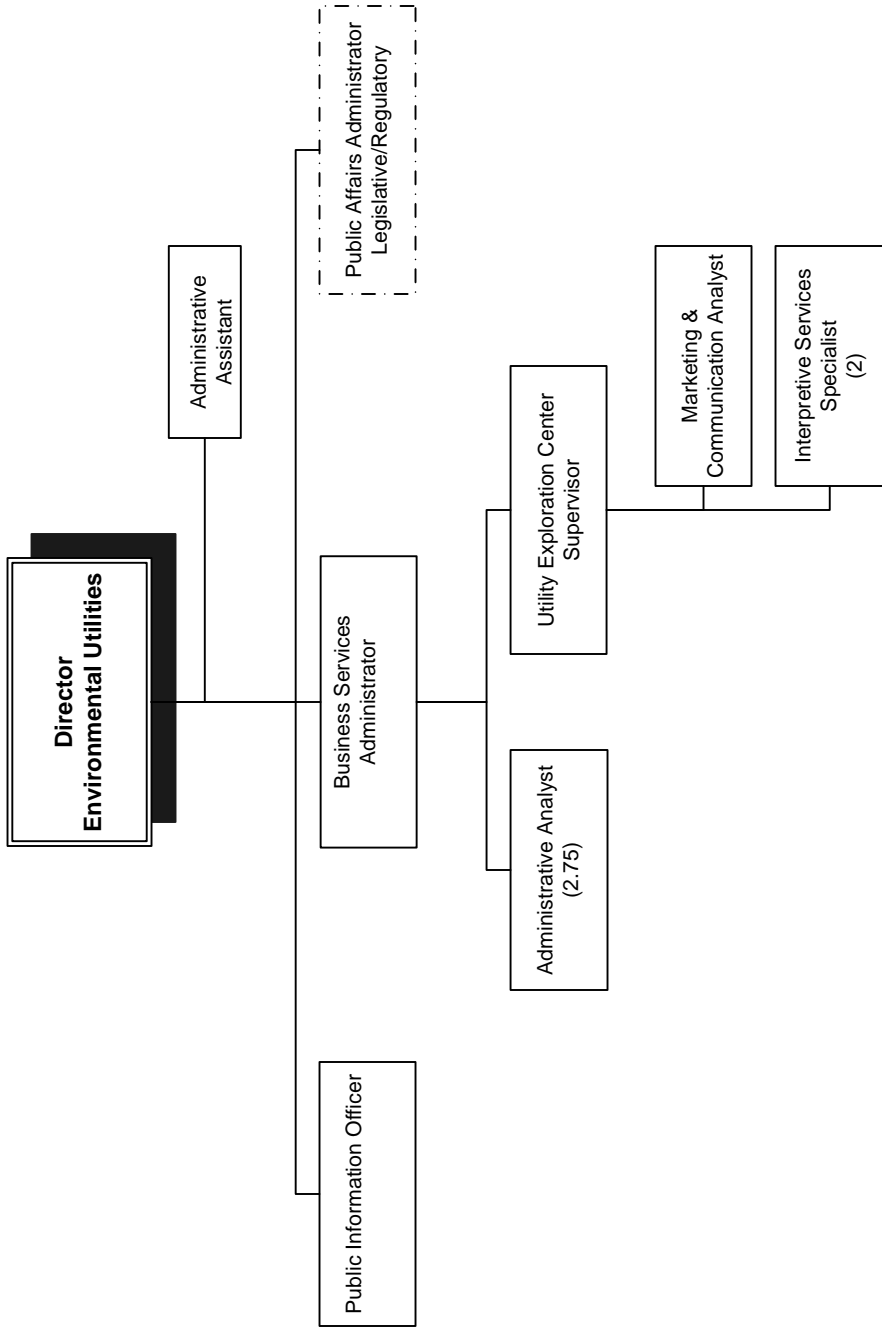 Director
Environmental Utilities
Administrative
Assistant
Public Information Officer
Business Services
Administrator
Public Affairs Administrator
Legislative/Regulatory
Administrative Analyst
(2.75)
Utility Exploration Center
Supervisor
Marketing &
Communication Analyst
Interpretive Services
Specialist
(2)